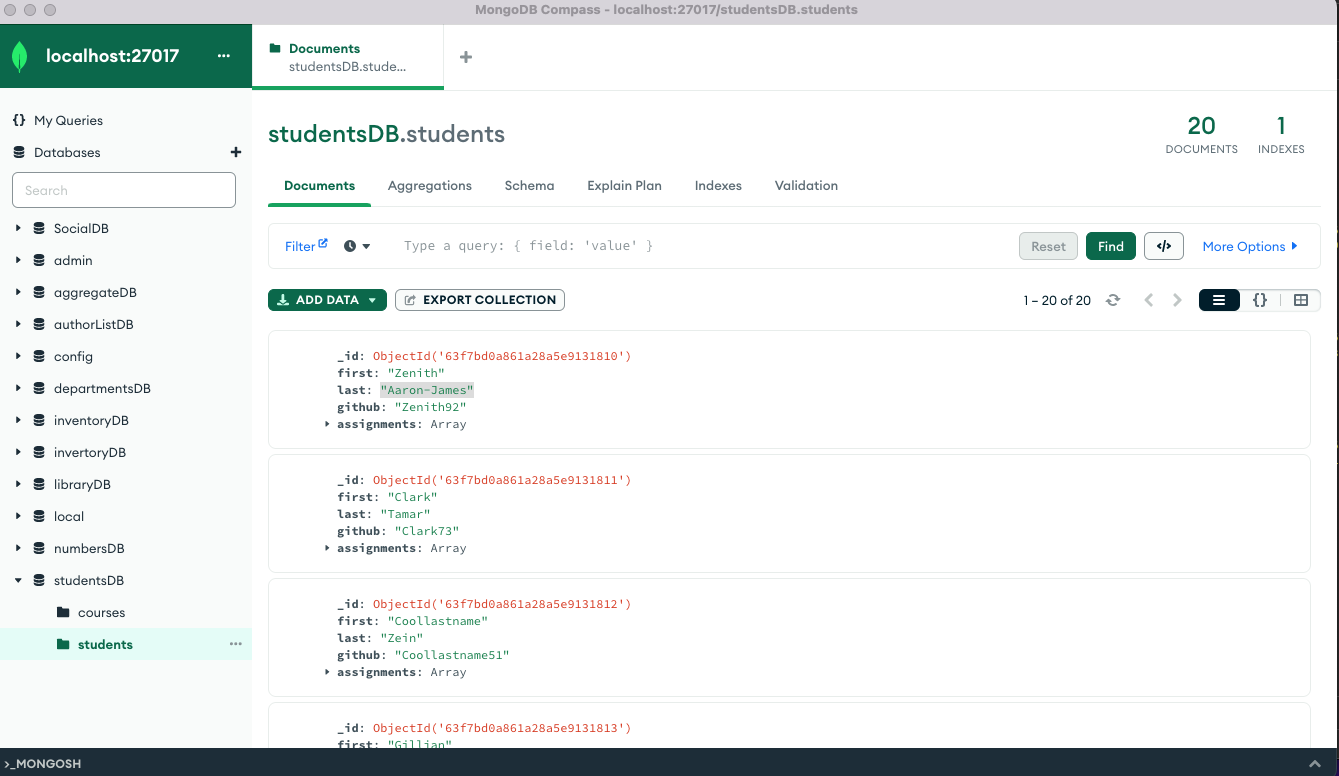 MongoDB Compass - localhost:27017/studentsDB.students
localhost:27017
...
Documents
studentsDB.stude...
+
{} My Queries
Databases
+
Search
SocialDB
admin
aggregateDB
authorListDB
config
departmentsDB
inventoryDB
invertoryDB
libraryDB
local
numbersDB
studentsDB
courses
students
...
studentsDB.students
20
DOCUMENTS
1
INDEXES
Documents Aggregations Schema Explain Plan Indexes Validation
Filter Type a query: { field: 'value' } Reset Find </> More Options
ADD DATA EXPORT COLLECTION 1 – 20 of 20 {}
_id: ObjectId('63f7bd0a861a28a5e9131810')
first: "Zenith"
last: "Aaron-James"
github: "Zenith92"
assignments: Array
_id: ObjectId('63f7bd0a861a28a5e9131811')
first: "Clark"
last: "Tamar"
github: "Clark73"
assignments: Array
_id: ObjectId('63f7bd0a861a28a5e9131812')
first: "Coollastname"
last: "Zein"
github: "Coollastname51"
assignments: Array
_id: ObjectId('63f7bd0a861a28a5e9131813')
first: "Gillian"
>_MONGOSH